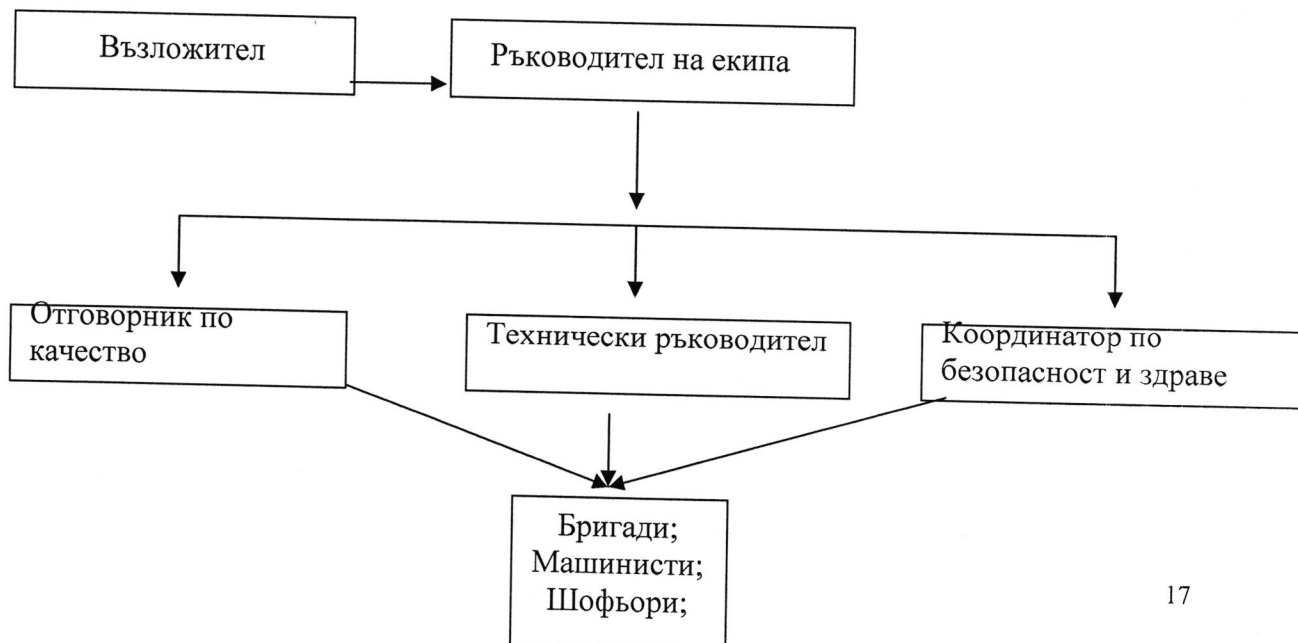 Възложител
Ръководител на екипа
Отговорник по
качество
Технически ръководител
Координатор по
безопасност и здраве
Бригади;
Машинисти;
Шофьори;
17